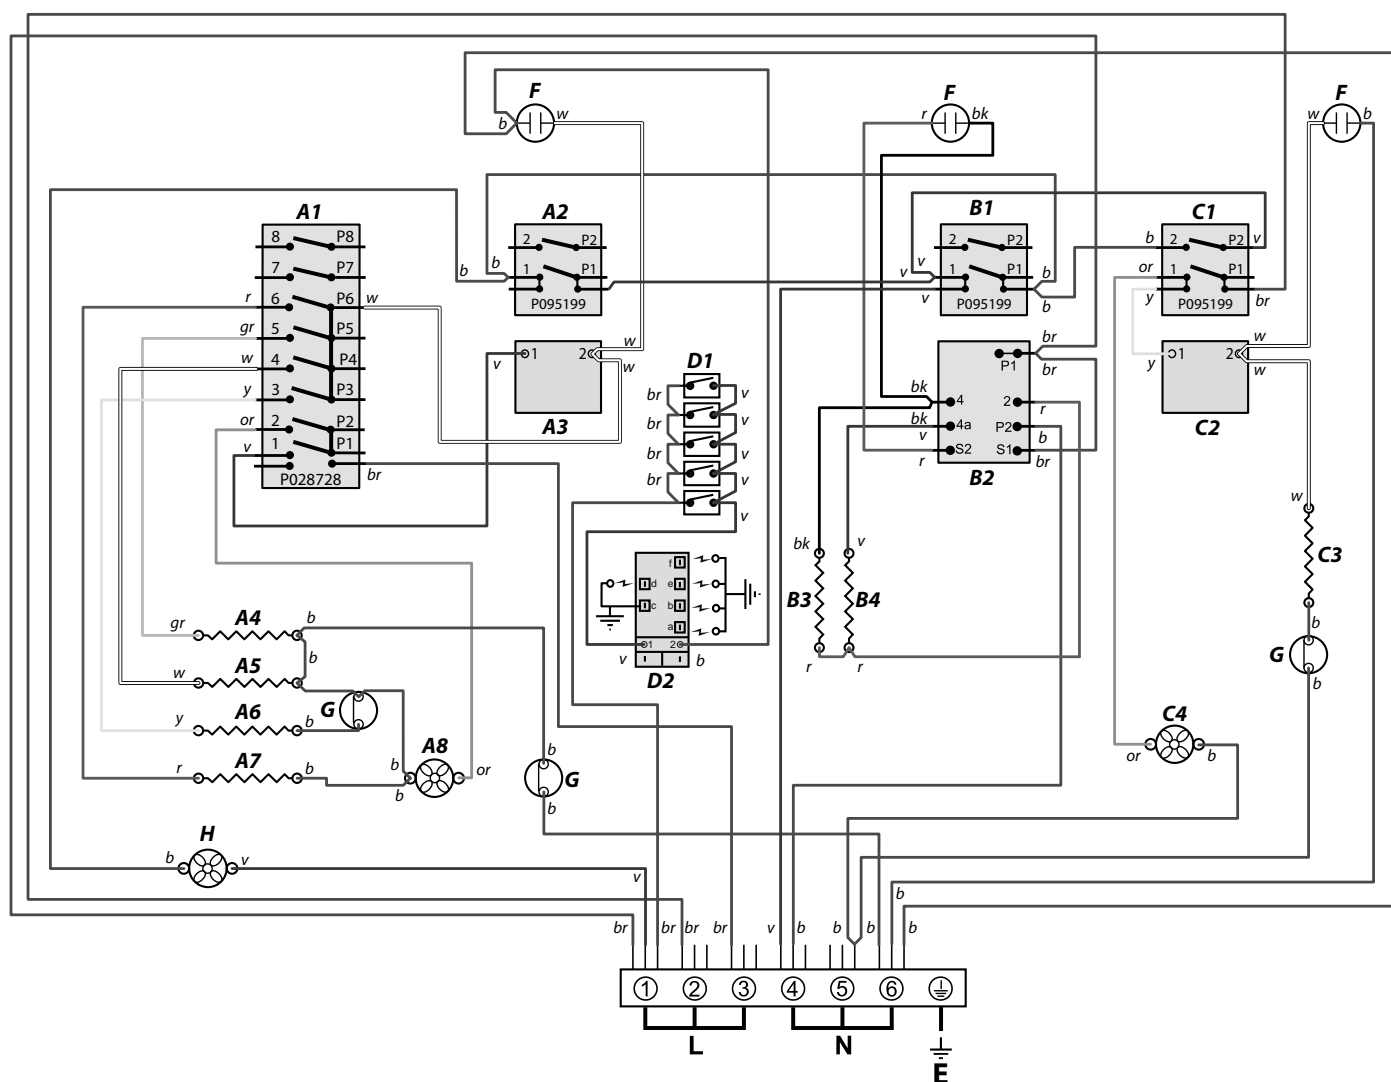 F
F
F
w
b
r
bk
w
b
A1
A2
B1
C1
8 P8
7 P7
6 P6
5 P5
4 P4
3 P3
2 P2
1 P1
P028728
r
gr
w
y
or
v
w
br
b
b
2 P2
1 P1
P095199
v
v
v
2 P2
1 P1
P095199
b
b
b
or
y
2 P2
1 P1
P095199
v
br
v
1 2
w
w
A3
D1
br v
br v
br v
br v
v
br
br
P1
bk
4 2
r
bk
v
4a P2
b
r
S2 S1
br
B2
y
1 2
w
w
C2
w
C3
b
G
b
bk
v
B3
B4
r
r
f
d e
c b
a
1 2
v
b
D2
gr
A4
b
b
w
A5
y
A6
b
G
r
A7
b
b
b
A8
or
b
G
b
or
C4
b
H
b
v
v
br
br
br
br
v
b
b
b
b
b
1 2 3 4 5 6
L
N
E